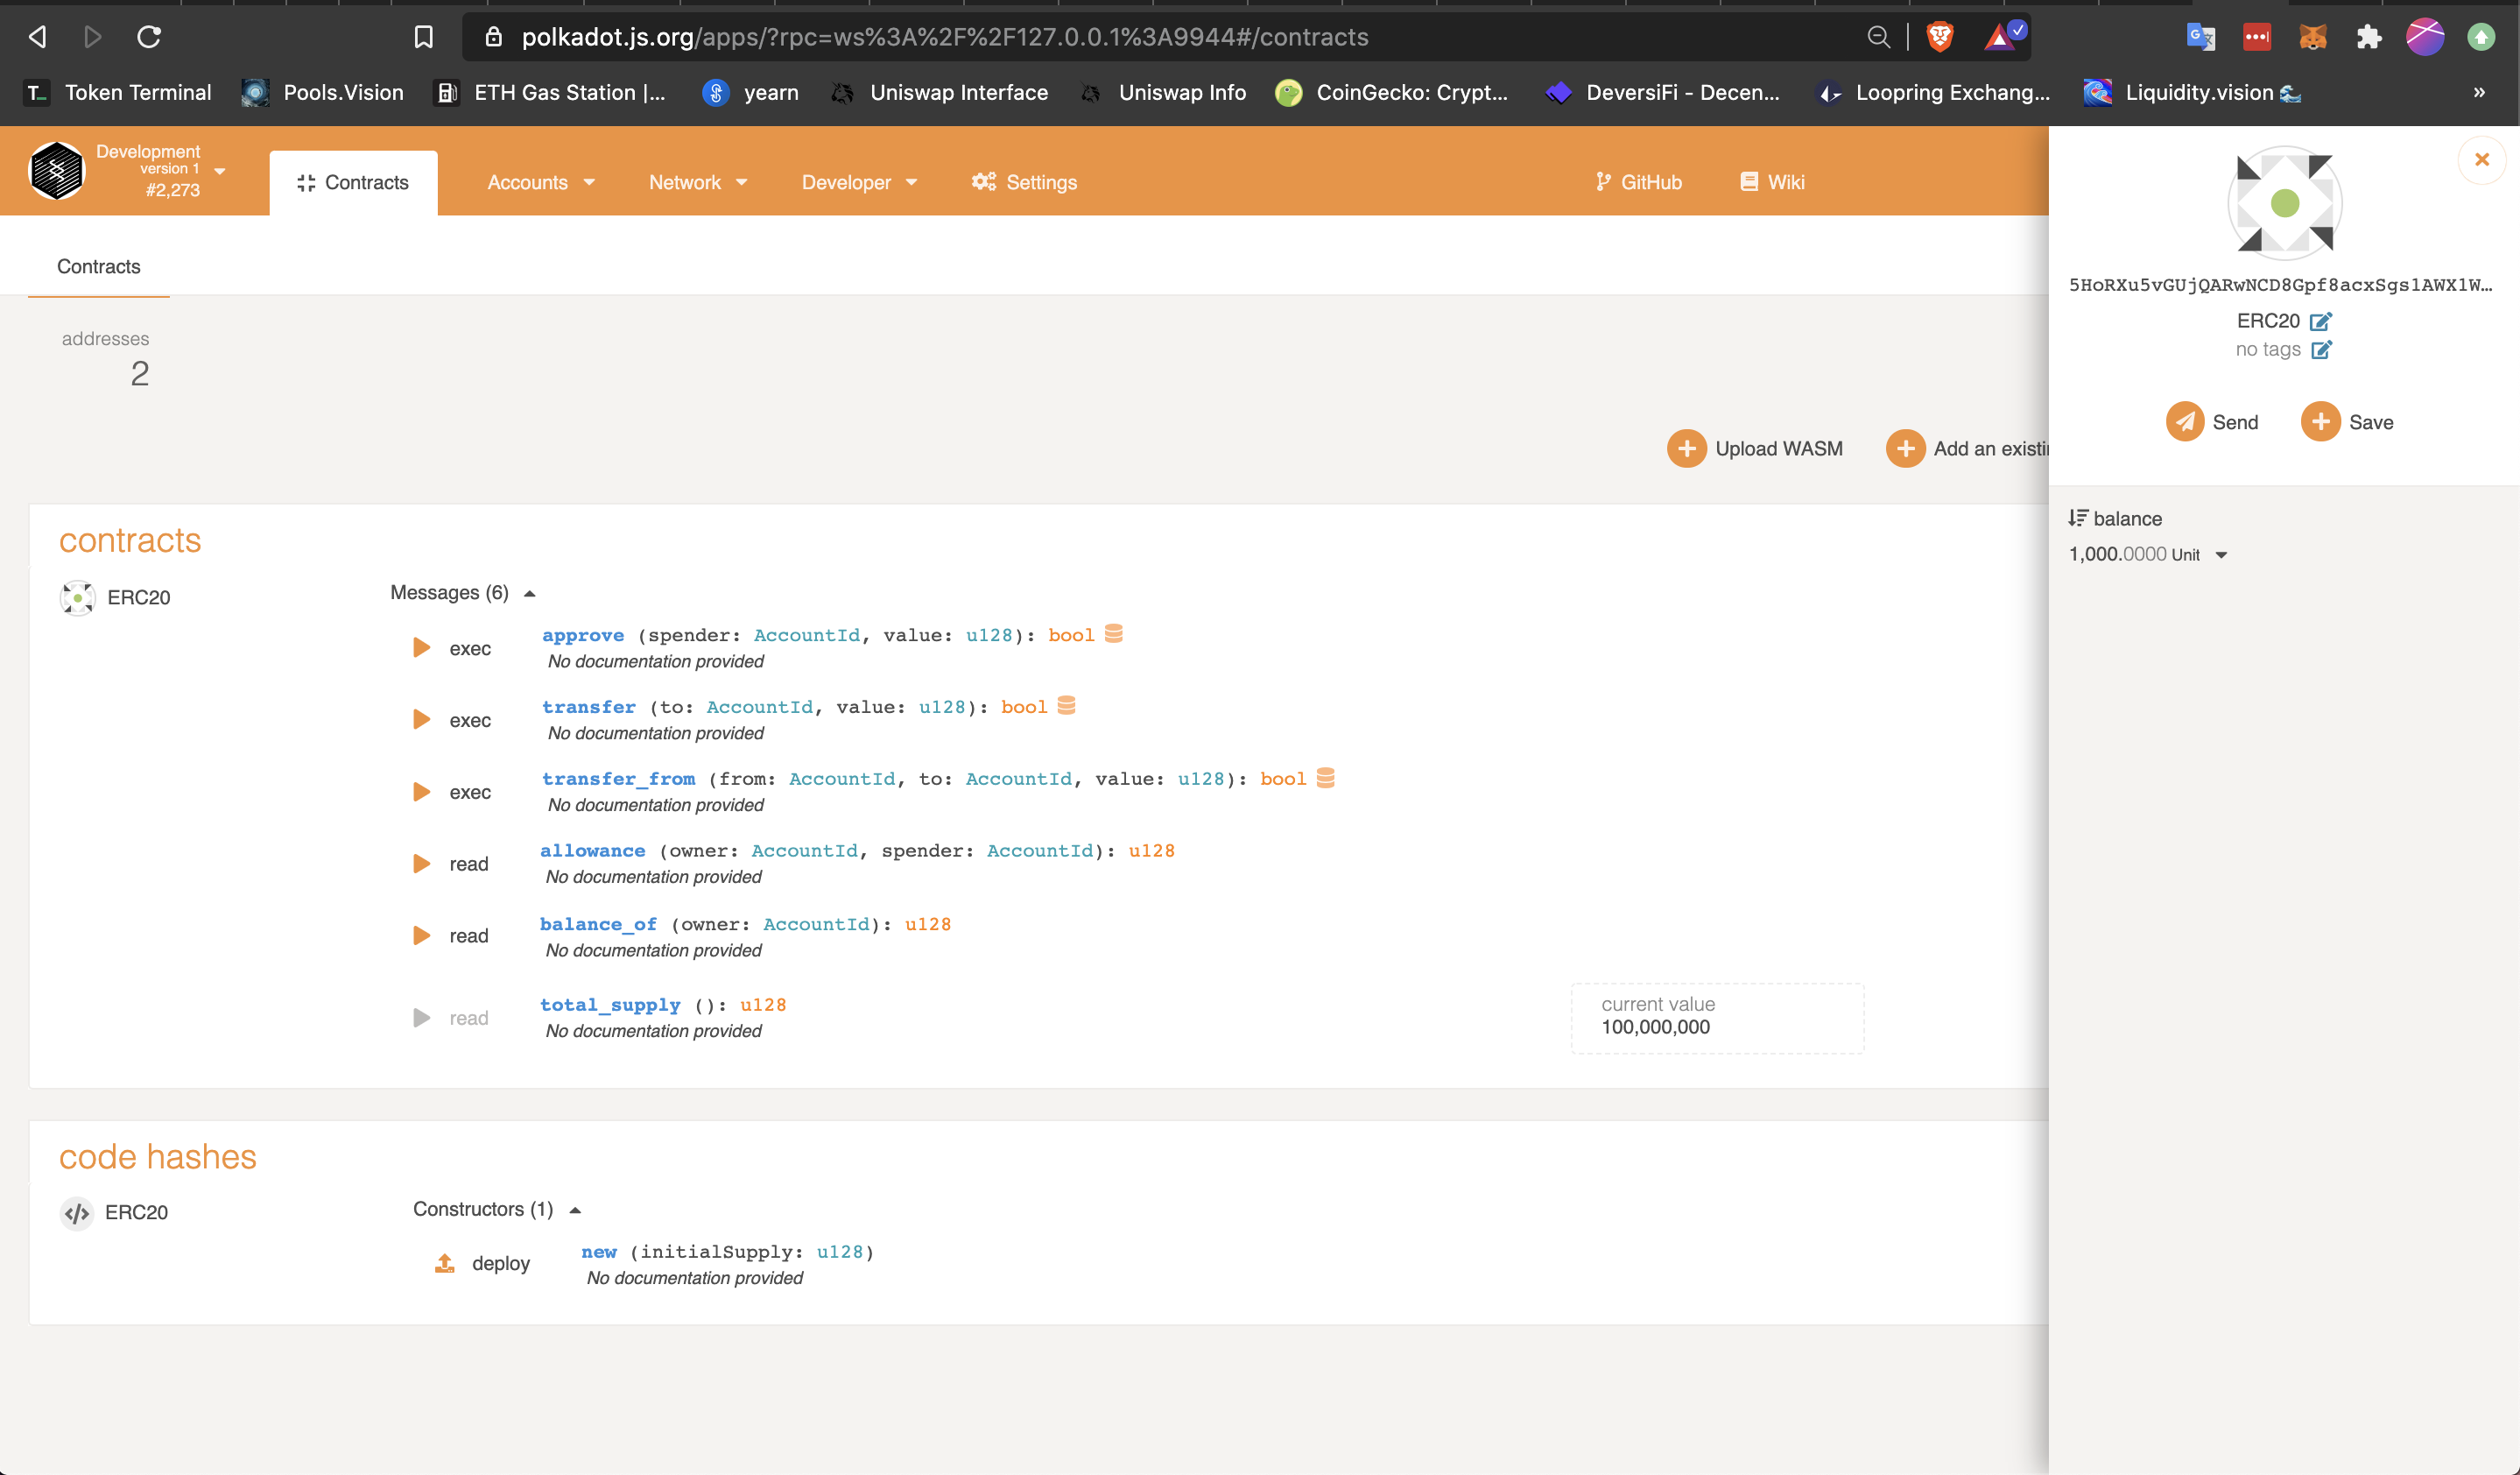 polkadot.js.org/apps/?rpc=ws%3A%2F%2F127.0.0.1%3A9944#/contracts
Token Terminal
Pools.Vision
ETH Gas Station |...
yearn
Uniswap Interface
Uniswap Info
CoinGecko: Crypt...
DeversiFi - Decen...
Loopring Exchang...
Liquidity.vision
»
Development
version 1
#2,273
Contracts
Accounts
Network
Developer
Settings
GitHub
Wiki
Contracts
addresses
2
Upload WASM
Add an existin
contracts
ERC20
Messages (6)
exec
approve (spender: AccountId, value: u128): bool
No documentation provided
exec
transfer (to: AccountId, value: u128): bool
No documentation provided
exec
transfer_from (from: AccountId, to: AccountId, value: u128): bool
No documentation provided
read
allowance (owner: AccountId, spender: AccountId): u128
No documentation provided
read
balance_of (owner: AccountId): u128
No documentation provided
read
total_supply (): u128
No documentation provided
current value
100,000,000
code hashes
ERC20
Constructors (1)
deploy
new (initialSupply: u128)
No documentation provided
5HoRXu5vGUjQARwNCD8Gpf8acxSgs1AWX1W...
ERC20
no tags
Send
Save
balance
1,000.0000 Unit